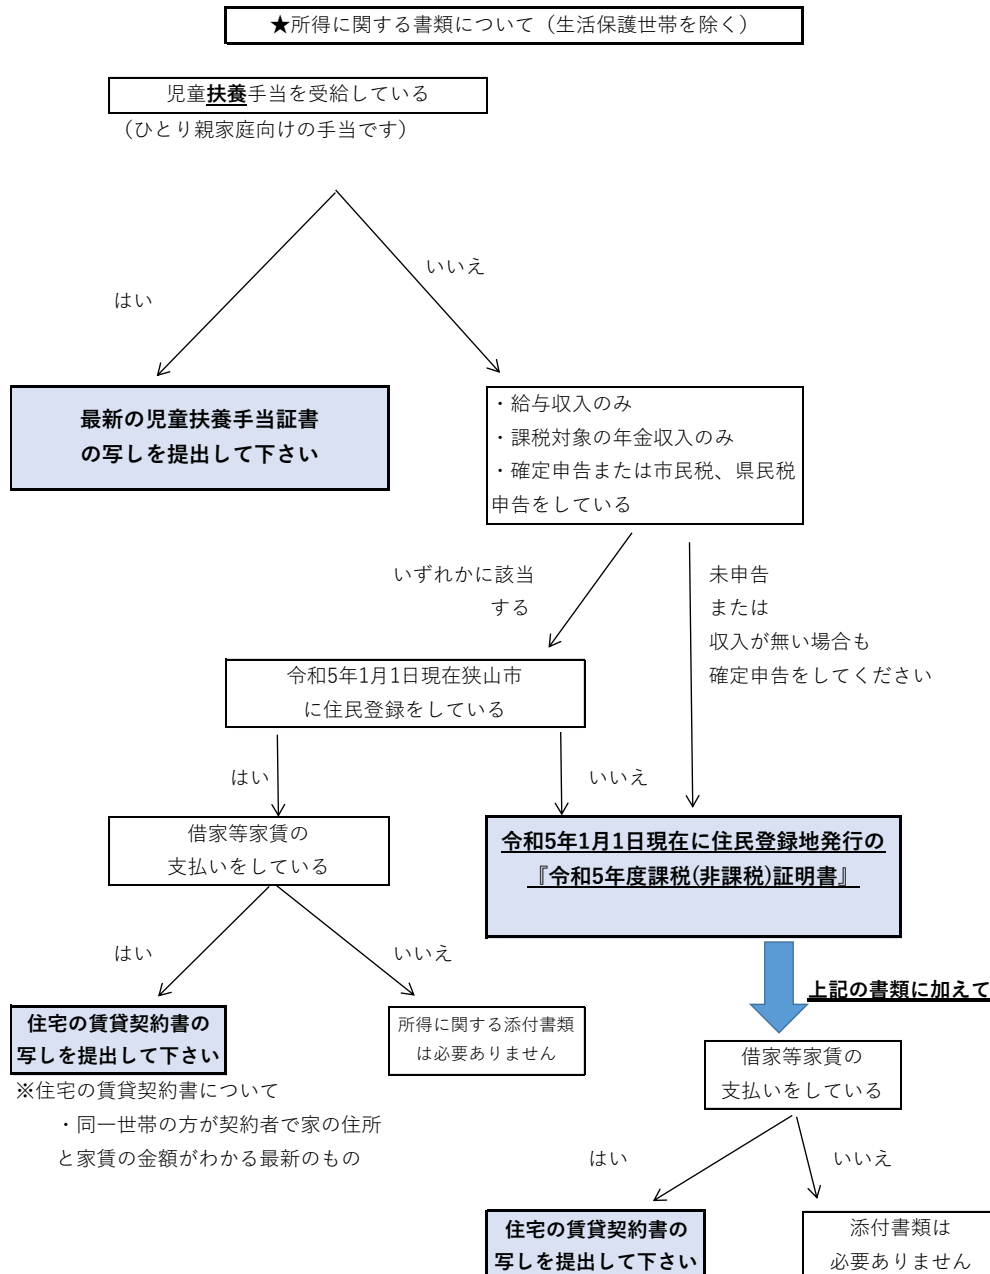 ★所得に関する書類について（生活保護世帯を除く）
児童扶養手当を受給している
（ひとり親家庭向けの手当です）
いいえ
はい
最新の児童扶養手当証書
の写しを提出して下さい
・給与収入のみ
・課税対象の年金収入のみ
・確定申告または市民税、県民税
申告をしている
いずれかに該当
する
未申告
または
収入が無い場合も
確定申告をしてください
令和5年1月1日現在狭山市
に住民登録をしている
はい
いいえ
借家等家賃の
支払いをしている
令和5年1月1日現在に住民登録地発行の
『令和5年度課税(非課税)証明書』
はい
いいえ
上記の書類に加えて
住宅の賃貸契約書の
写しを提出して下さい
所得に関する添付書類
は必要ありません
※住宅の賃貸契約書について
・同一世帯の方が契約者で家の住所
と家賃の金額がわかる最新のもの
借家等家賃の
支払いをしている
はい
いいえ
住宅の賃貸契約書の
写しを提出して下さい
添付書類は
必要ありません